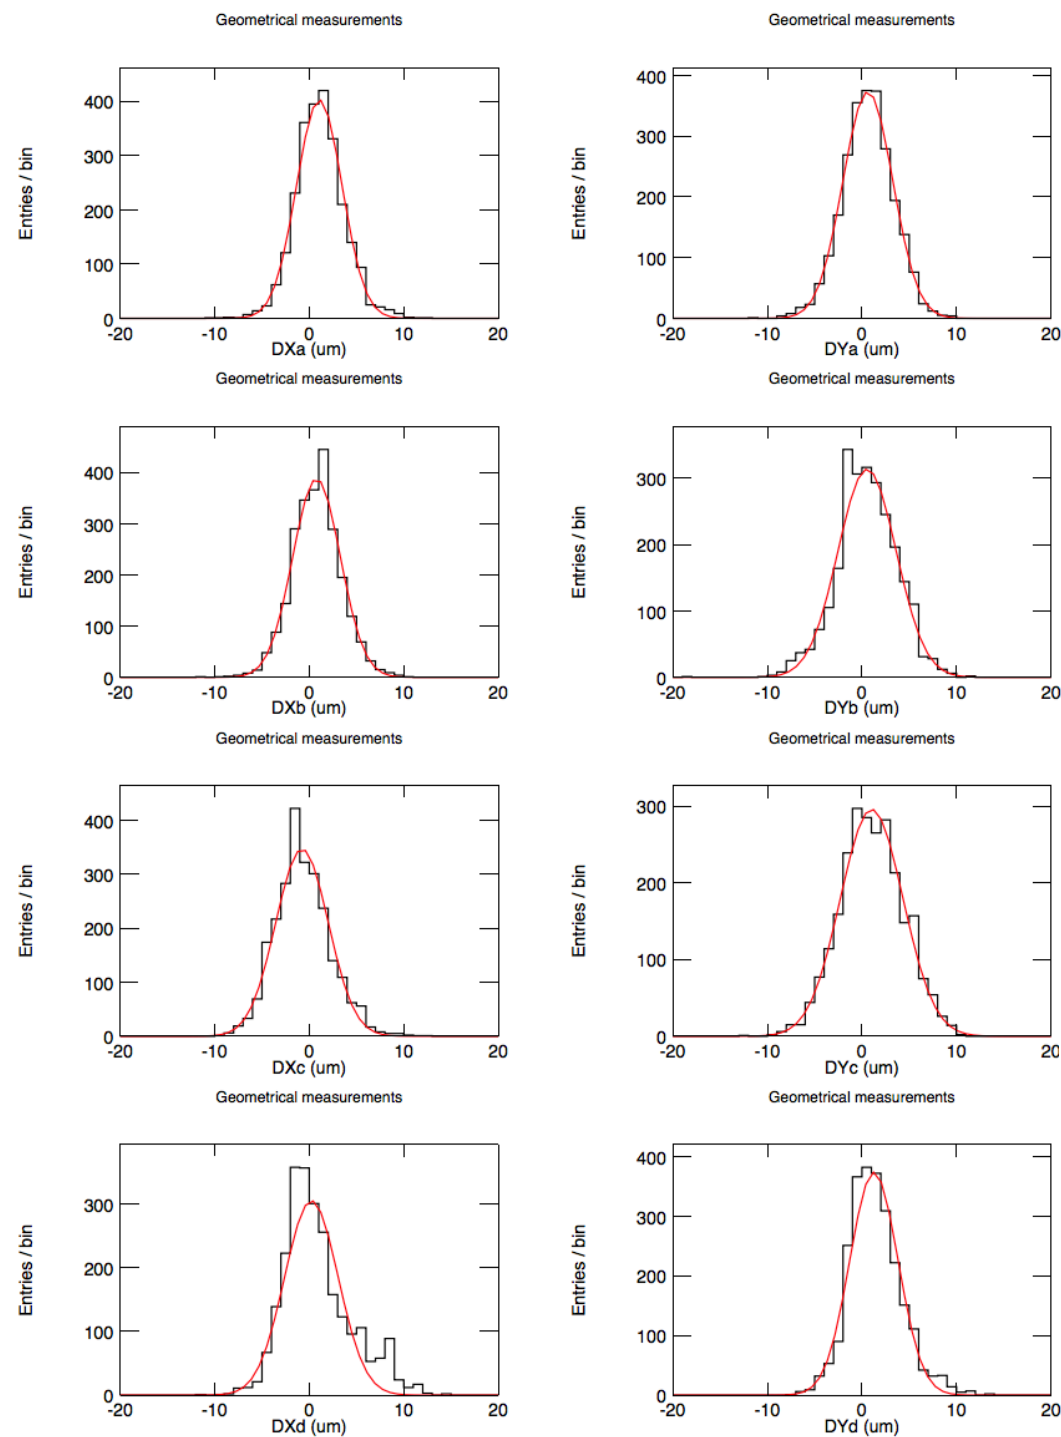 Geometrical measurements
400
300
200
100
0
Entries / bin
-20 -10 0 10 20
DXa (um)
Geometrical measurements
400
300
200
100
0
Entries / bin
-20 -10 0 10 20
DYa (um)
Geometrical measurements
400
300
200
100
0
Entries / bin
-20 -10 0 10 20
DXb (um)
Geometrical measurements
300
200
100
0
Entries / bin
-20 -10 0 10 20
DYb (um)
Geometrical measurements
400
300
200
100
0
Entries / bin
-20 -10 0 10 20
DXc (um)
Geometrical measurements
300
200
100
0
Entries / bin
-20 -10 0 10 20
DYc (um)
Geometrical measurements
300
200
100
0
Entries / bin
-20 -10 0 10 20
DXd (um)
Geometrical measurements
400
300
200
100
0
Entries / bin
-20 -10 0 10 20
DYd (um)